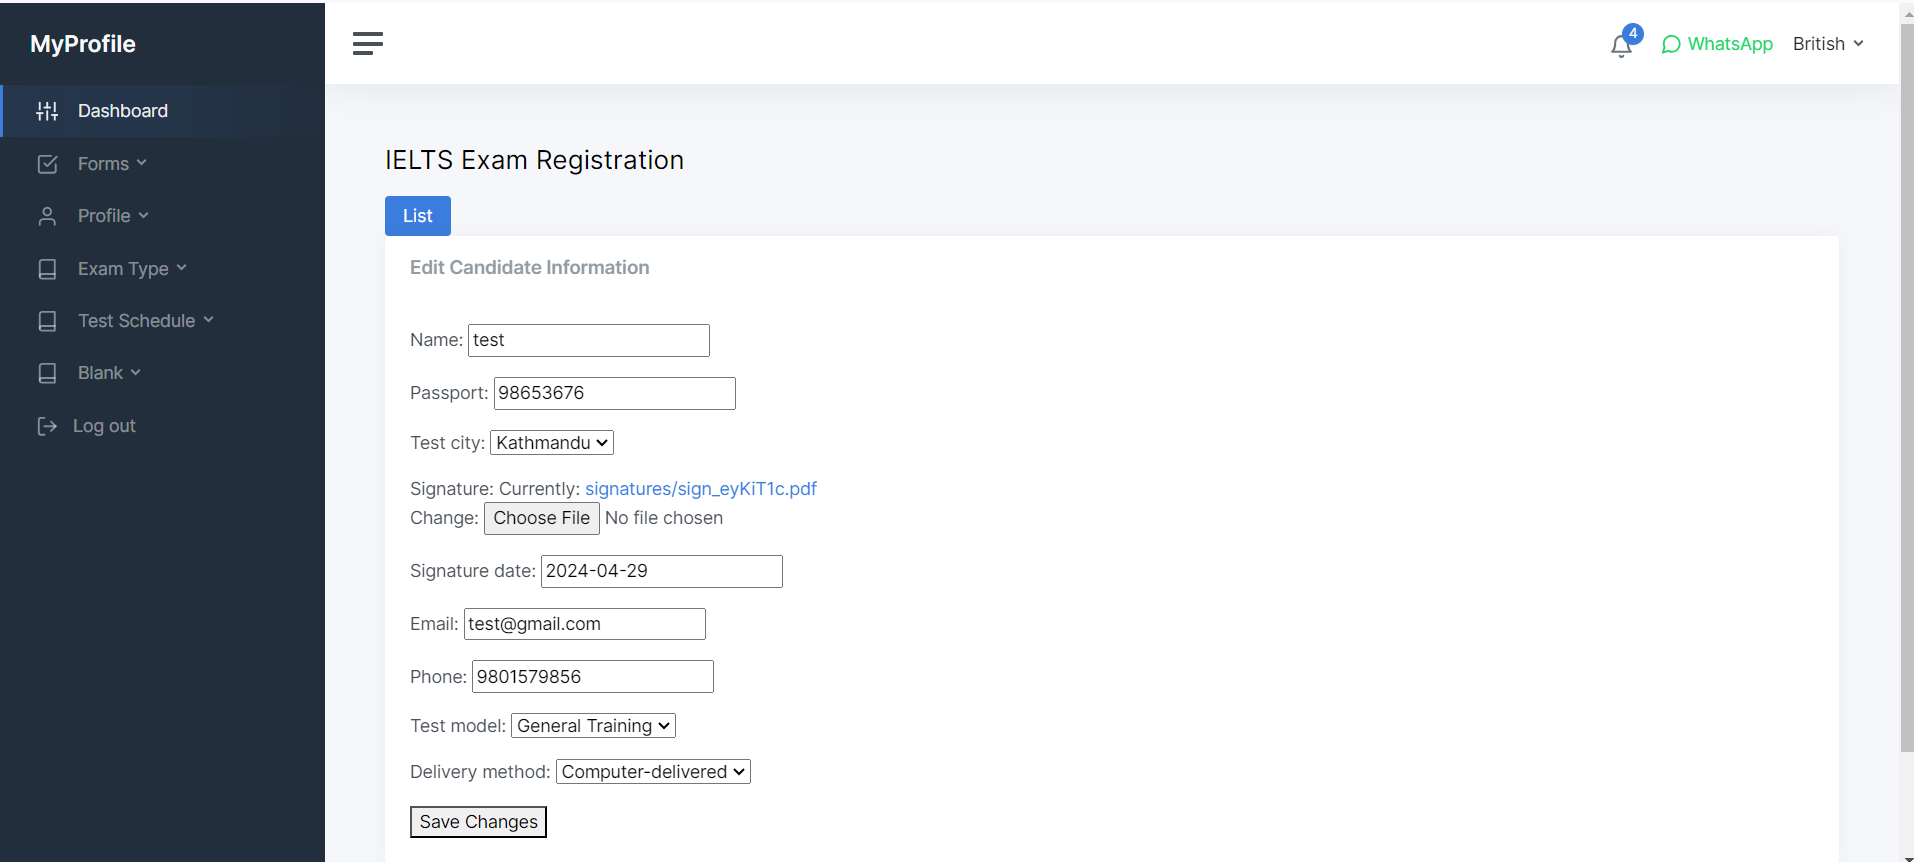 MyProfile
4
WhatsApp
British
Dashboard
Forms
Profile
Exam Type
Test Schedule
Blank
Log out
IELTS Exam Registration
List
Edit Candidate Information
Name: test
Passport: 98653676
Test city: Kathmandu
Signature: Currently: signatures/sign_eyKiT1c.pdf
Change: Choose File No file chosen
Signature date: 2024-04-29
Email: test@gmail.com
Phone: 9801579856
Test model: General Training
Delivery method: Computer-delivered
Save Changes